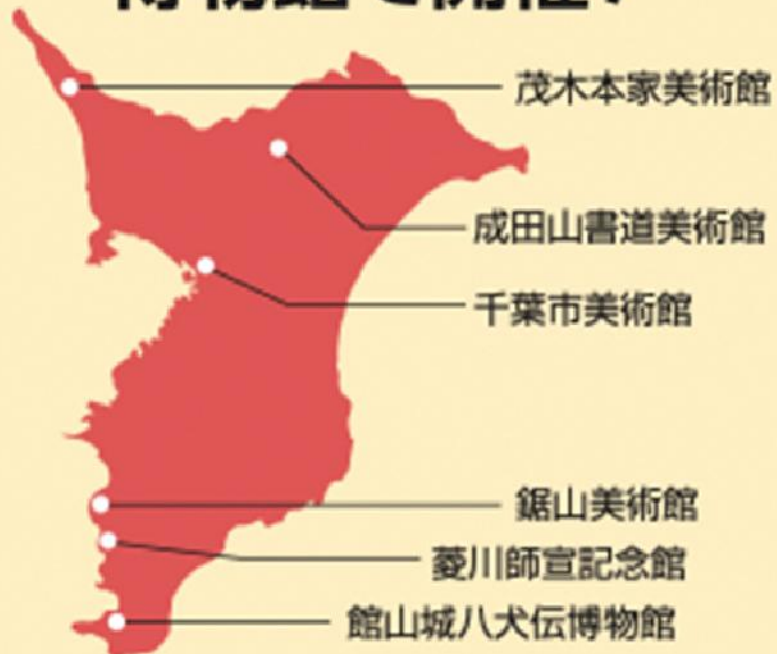 茂木本家美術館
成田山書道美術館
千葉市美術館
鋸山美術館
菱川師宣記念館
館山城八犬伝博物館